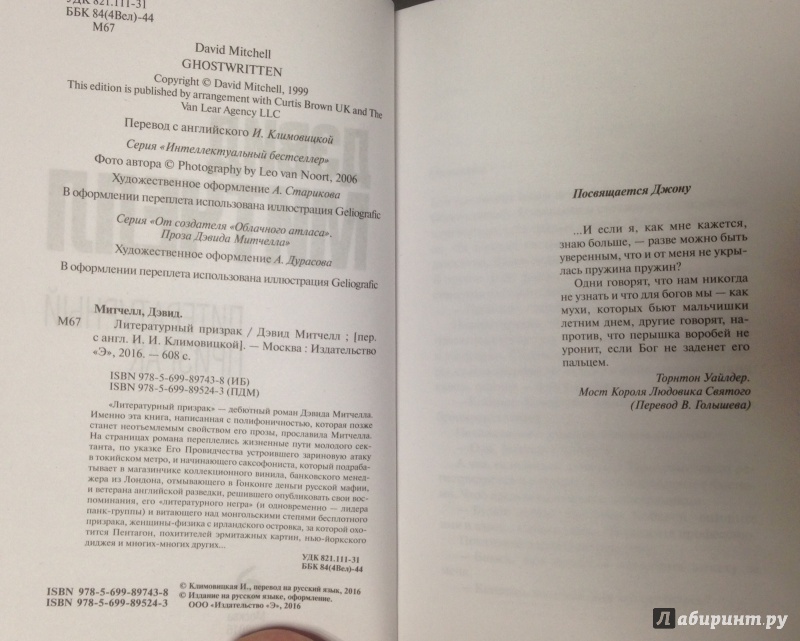 УДК 821.111-31
ББК 84(4Вел)-44
М67
David Mitchell
GHOSTWRITTEN
Copyright © David Mitchell, 1999
This edition is published by arrangement with Curtis Brown UK and The
Van Lear Agency LLC
Перевод с английского И. Климовицкой
Серия «Интеллектуальный бестселлер»
Фото автора © Photography by Leo van Noort, 2006
Художественное оформление А. Старикова
В оформлении переплета использована иллюстрация Geliografic
Серия «От создателя «Облачного атласа».
Проза Дэвида Митчелла»
Художественное оформление А. Дурасова
В оформлении переплета использована иллюстрация Geliografic
Митчелл, Дэвид.
М67
Литературный призрак / Дэвид Митчелл ; [пер.
с англ. И. И. Климовицкой]. — Москва : Издательство
«Э», 2016. — 608 с.
ISBN 978-5-699-89743-8 (ИБ)
ISBN 978-5-699-89524-3 (ПДМ)
«Литературный призрак» — дебютный роман Дэвида Митчелла.
Именно эта книга, написанная с полифоничностью, которая позже
станет неотъемлемым свойством его прозы, прославила Митчелла.
На страницах романа переплелись жизненные пути молодого сек-
танта, по указке Его Провидчества устроившего зариновую атаку
в токийском метро, и начинающего саксофониста, который подраба-
тывает в магазинчике коллекционного винила, банковского менед-
жера из Лондона, отмывающего в Гонконге деньги русской мафии,
и ветерана английской разведки, решившего опубликовать свои вос-
поминания, его «литературного негра» (и одновременно — лидера
панк-группы) и витающего над монгольскими степями бесплотного
призрака, женщины-физика с ирландского островка, за которой охо-
тится Пентагон, похитителей эрмитажных картин, нью-йоркского
диджея и многих-многих других...
УДК 821.111-31
ББК 84(4Вел)-44
ISBN 978-5-699-89743-8
ISBN 978-5-699-89524-3
© Климовицкая И., перевод на русский язык, 2016
© Издание на русском языке, оформление.
ООО «Издательство «Э», 2016
Посвящается Джону
...И если я, как мне кажется,
знаю больше, — разве можно быть
уверенным, что и от меня не укры-
лась пружина пружин?
Одни говорят, что нам никогда
не узнать и что для богов мы — как
мухи, которых бьют мальчишки
летним днем, другие говорят, на-
против, что перышка воробей не
уронит, если Бог не заденет его
пальцем.
Торнтон Уайлдер.
Мост Короля Людовика Святого
(Перевод В. Голышева)
Лабиринт.ру